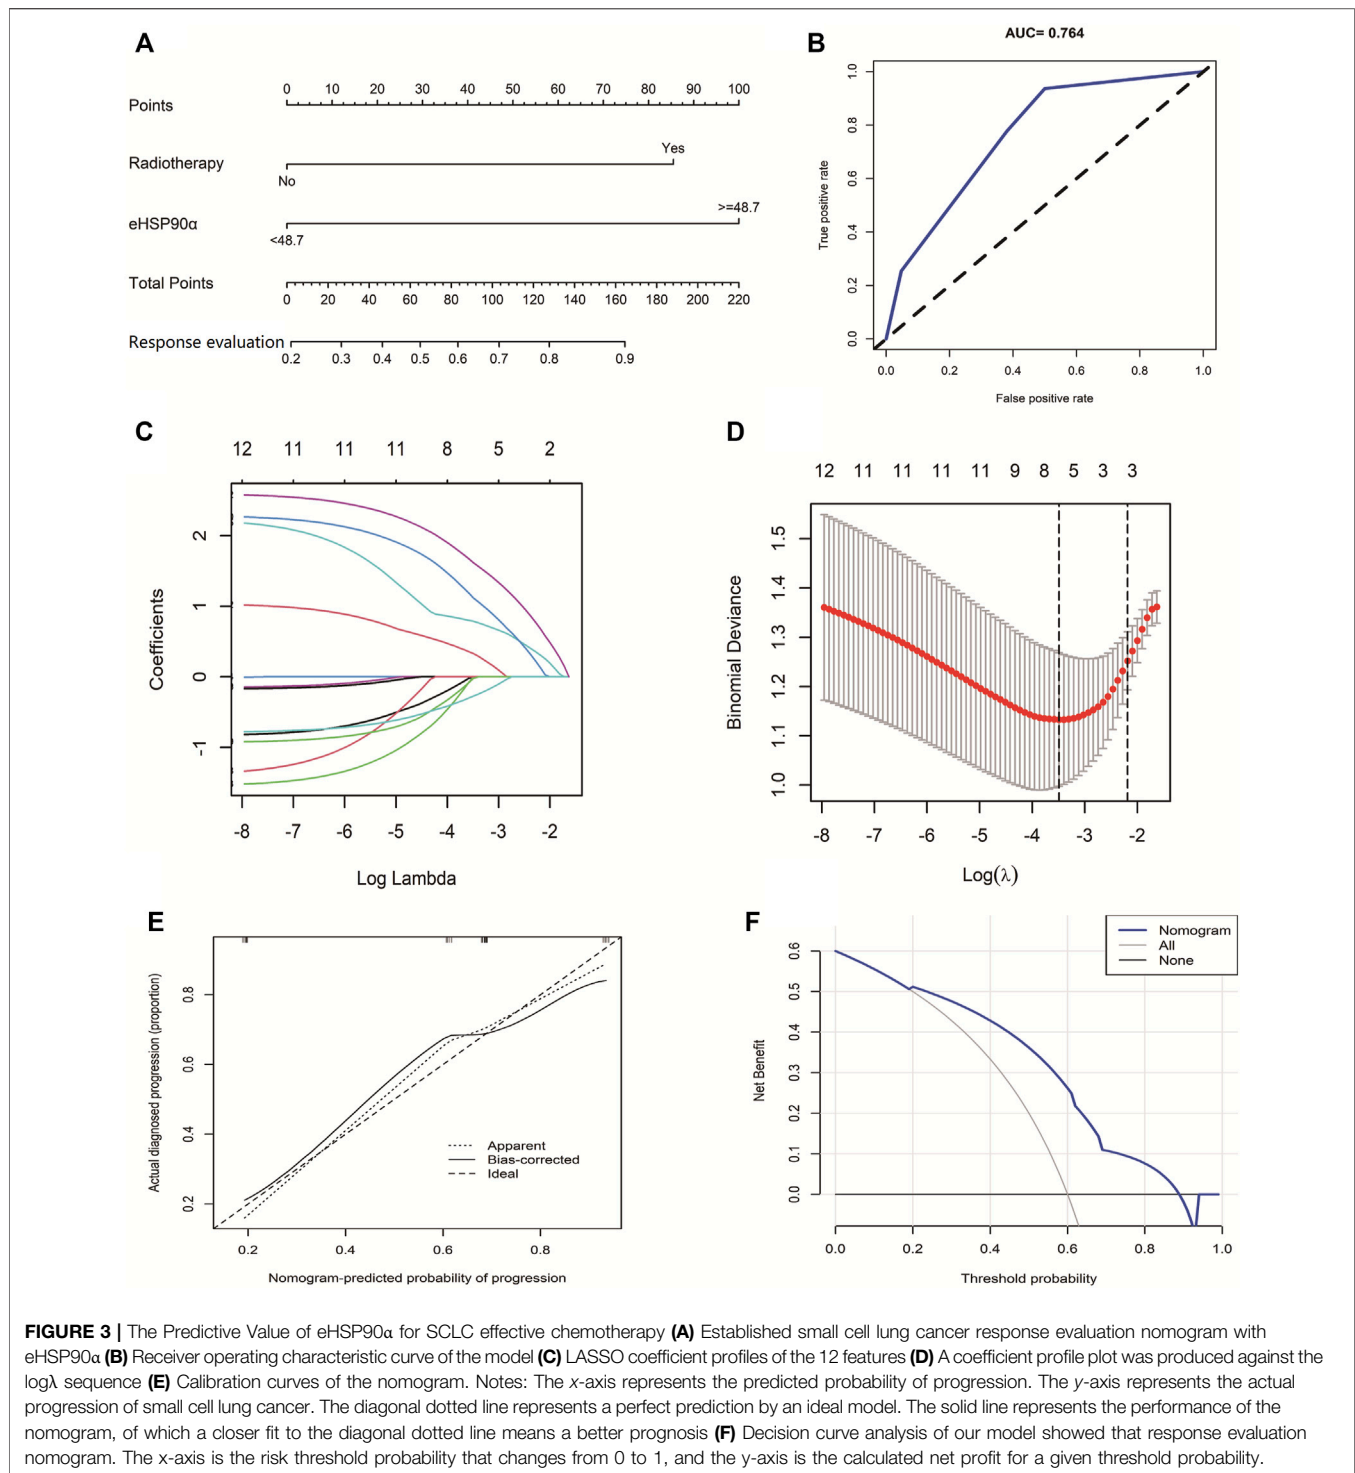 A
Points
0 10 20 30 40 50 60 70 80 90 100
Radiotherapy
Yes
No
eHSP90α
>=48.7
<48.7
Total Points
0 20 40 60 80 100 120 140 160 180 200 220
Response evaluation
0.2 0.3 0.4 0.5 0.6 0.7 0.8 0.9
B
AUC= 0.764
True positive rate
0.0 0.2 0.4 0.6 0.8 1.0
0.0 0.2 0.4 0.6 0.8 1.0
False positive rate
C
12 11 11 11 8 5 2
Coefficients
2
1
0
-1
-8 -7 -6 -5 -4 -3 -2
Log Lambda
D
12 11 11 11 11 9 8 5 3 3
Binomial Deviance
1.0 1.1 1.2 1.3 1.4 1.5
-8 -7 -6 -5 -4 -3 -2
Log(λ)
E
Actual diagnosed progression (proportion)
0.2 0.4 0.6 0.8
Apparent
Bias-corrected
Ideal
0.2 0.4 0.6 0.8
Nomogram-predicted probability of progression
F
Nomogram
All
None
Net Benefit
0.0 0.1 0.2 0.3 0.4 0.5 0.6
0.0 0.2 0.4 0.6 0.8 1.0
Threshold probability
FIGURE 3 | The Predictive Value of eHSP90α for SCLC effective chemotherapy (A) Established small cell lung cancer response evaluation nomogram with
eHSP90α (B) Receiver operating characteristic curve of the model (C) LASSO coefficient profiles of the 12 features (D) A coefficient profile plot was produced against the
logλ sequence (E) Calibration curves of the nomogram. Notes: The x-axis represents the predicted probability of progression. The y-axis represents the actual
progression of small cell lung cancer. The diagonal dotted line represents a perfect prediction by an ideal model. The solid line represents the performance of the
nomogram, of which a closer fit to the diagonal dotted line means a better prognosis (F) Decision curve analysis of our model showed that response evaluation
nomogram. The x-axis is the risk threshold probability that changes from 0 to 1, and the y-axis is the calculated net profit for a given threshold probability.